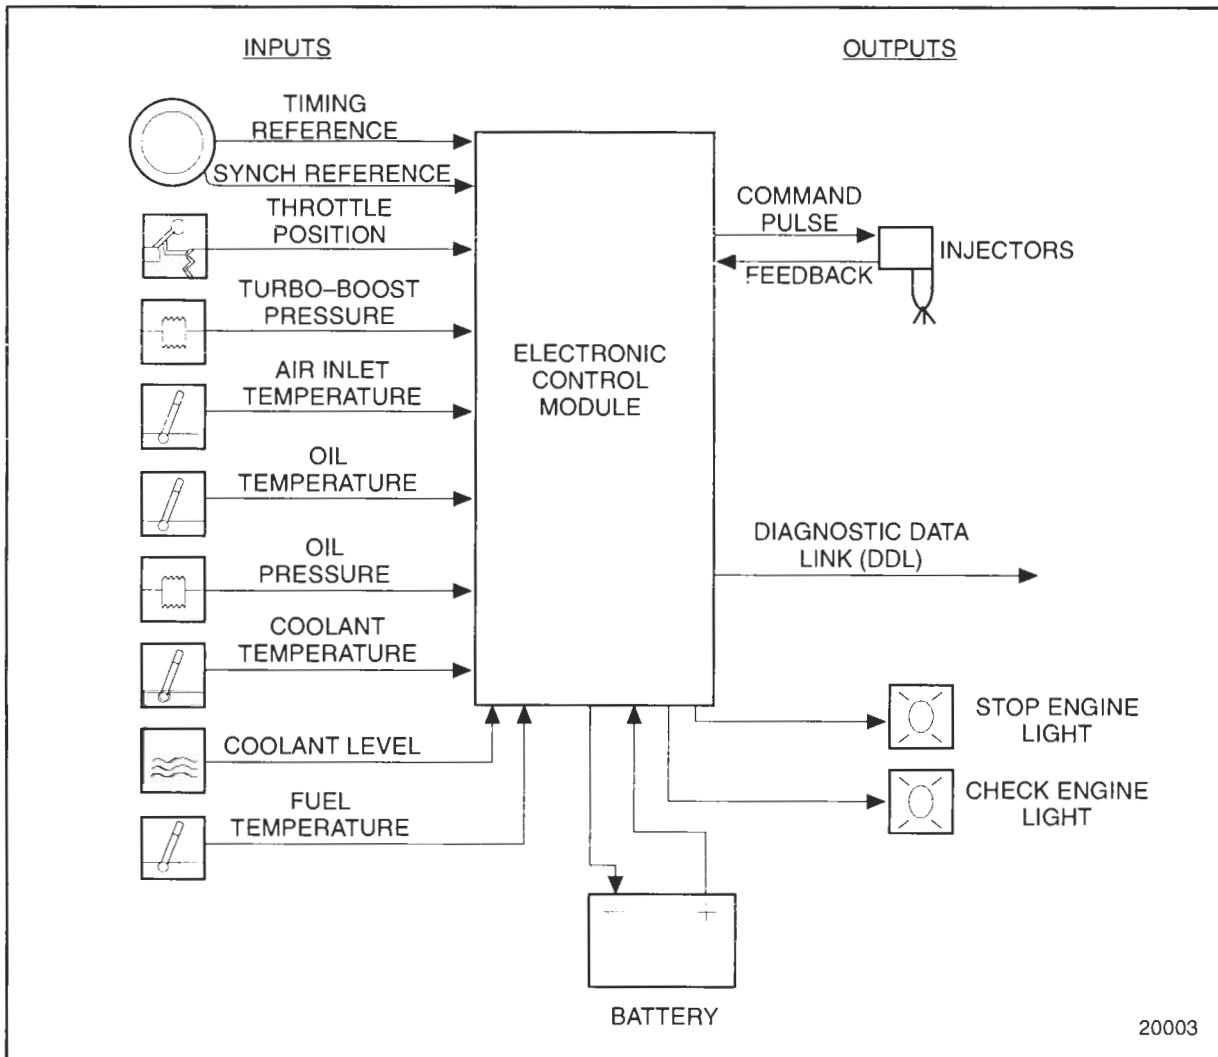 INPUTS
OUTPUTS
TIMING
REFERENCE
SYNCH REFERENCE
THROTTLE
POSITION
TURBO–BOOST
PRESSURE
AIR INLET
TEMPERATURE
OIL
TEMPERATURE
OIL
PRESSURE
COOLANT
TEMPERATURE
COOLANT LEVEL
FUEL
TEMPERATURE
ELECTRONIC
CONTROL
MODULE
COMMAND
PULSE
FEEDBACK
INJECTORS
DIAGNOSTIC DATA
LINK (DDL)
STOP ENGINE
LIGHT
CHECK ENGINE
LIGHT
– +
BATTERY
20003